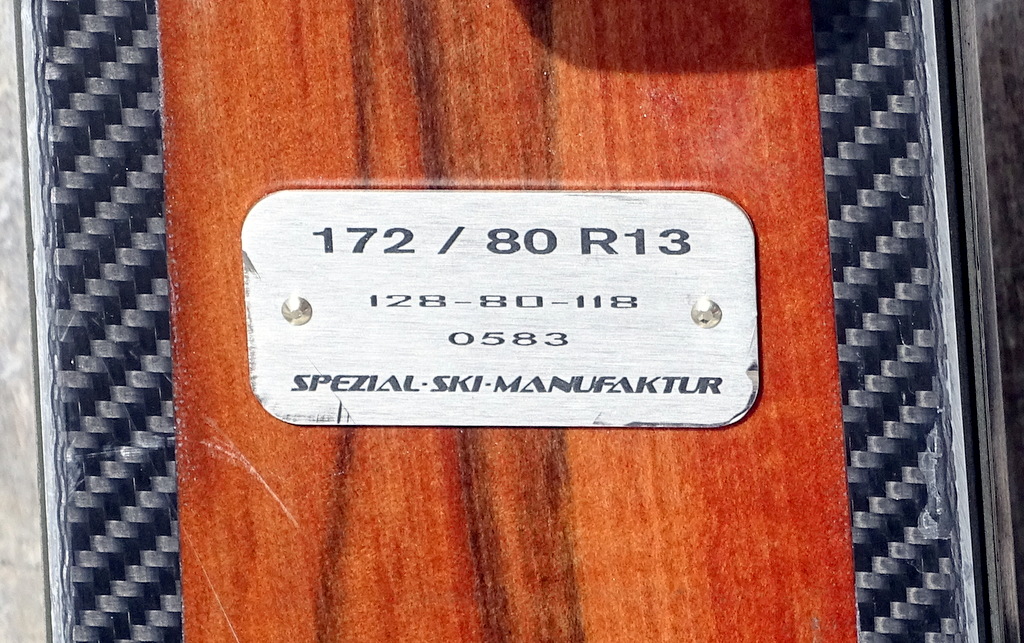 172 / 80 R13
128-80-118
0583
SPEZIAL·SKI·MANUFAKTUR